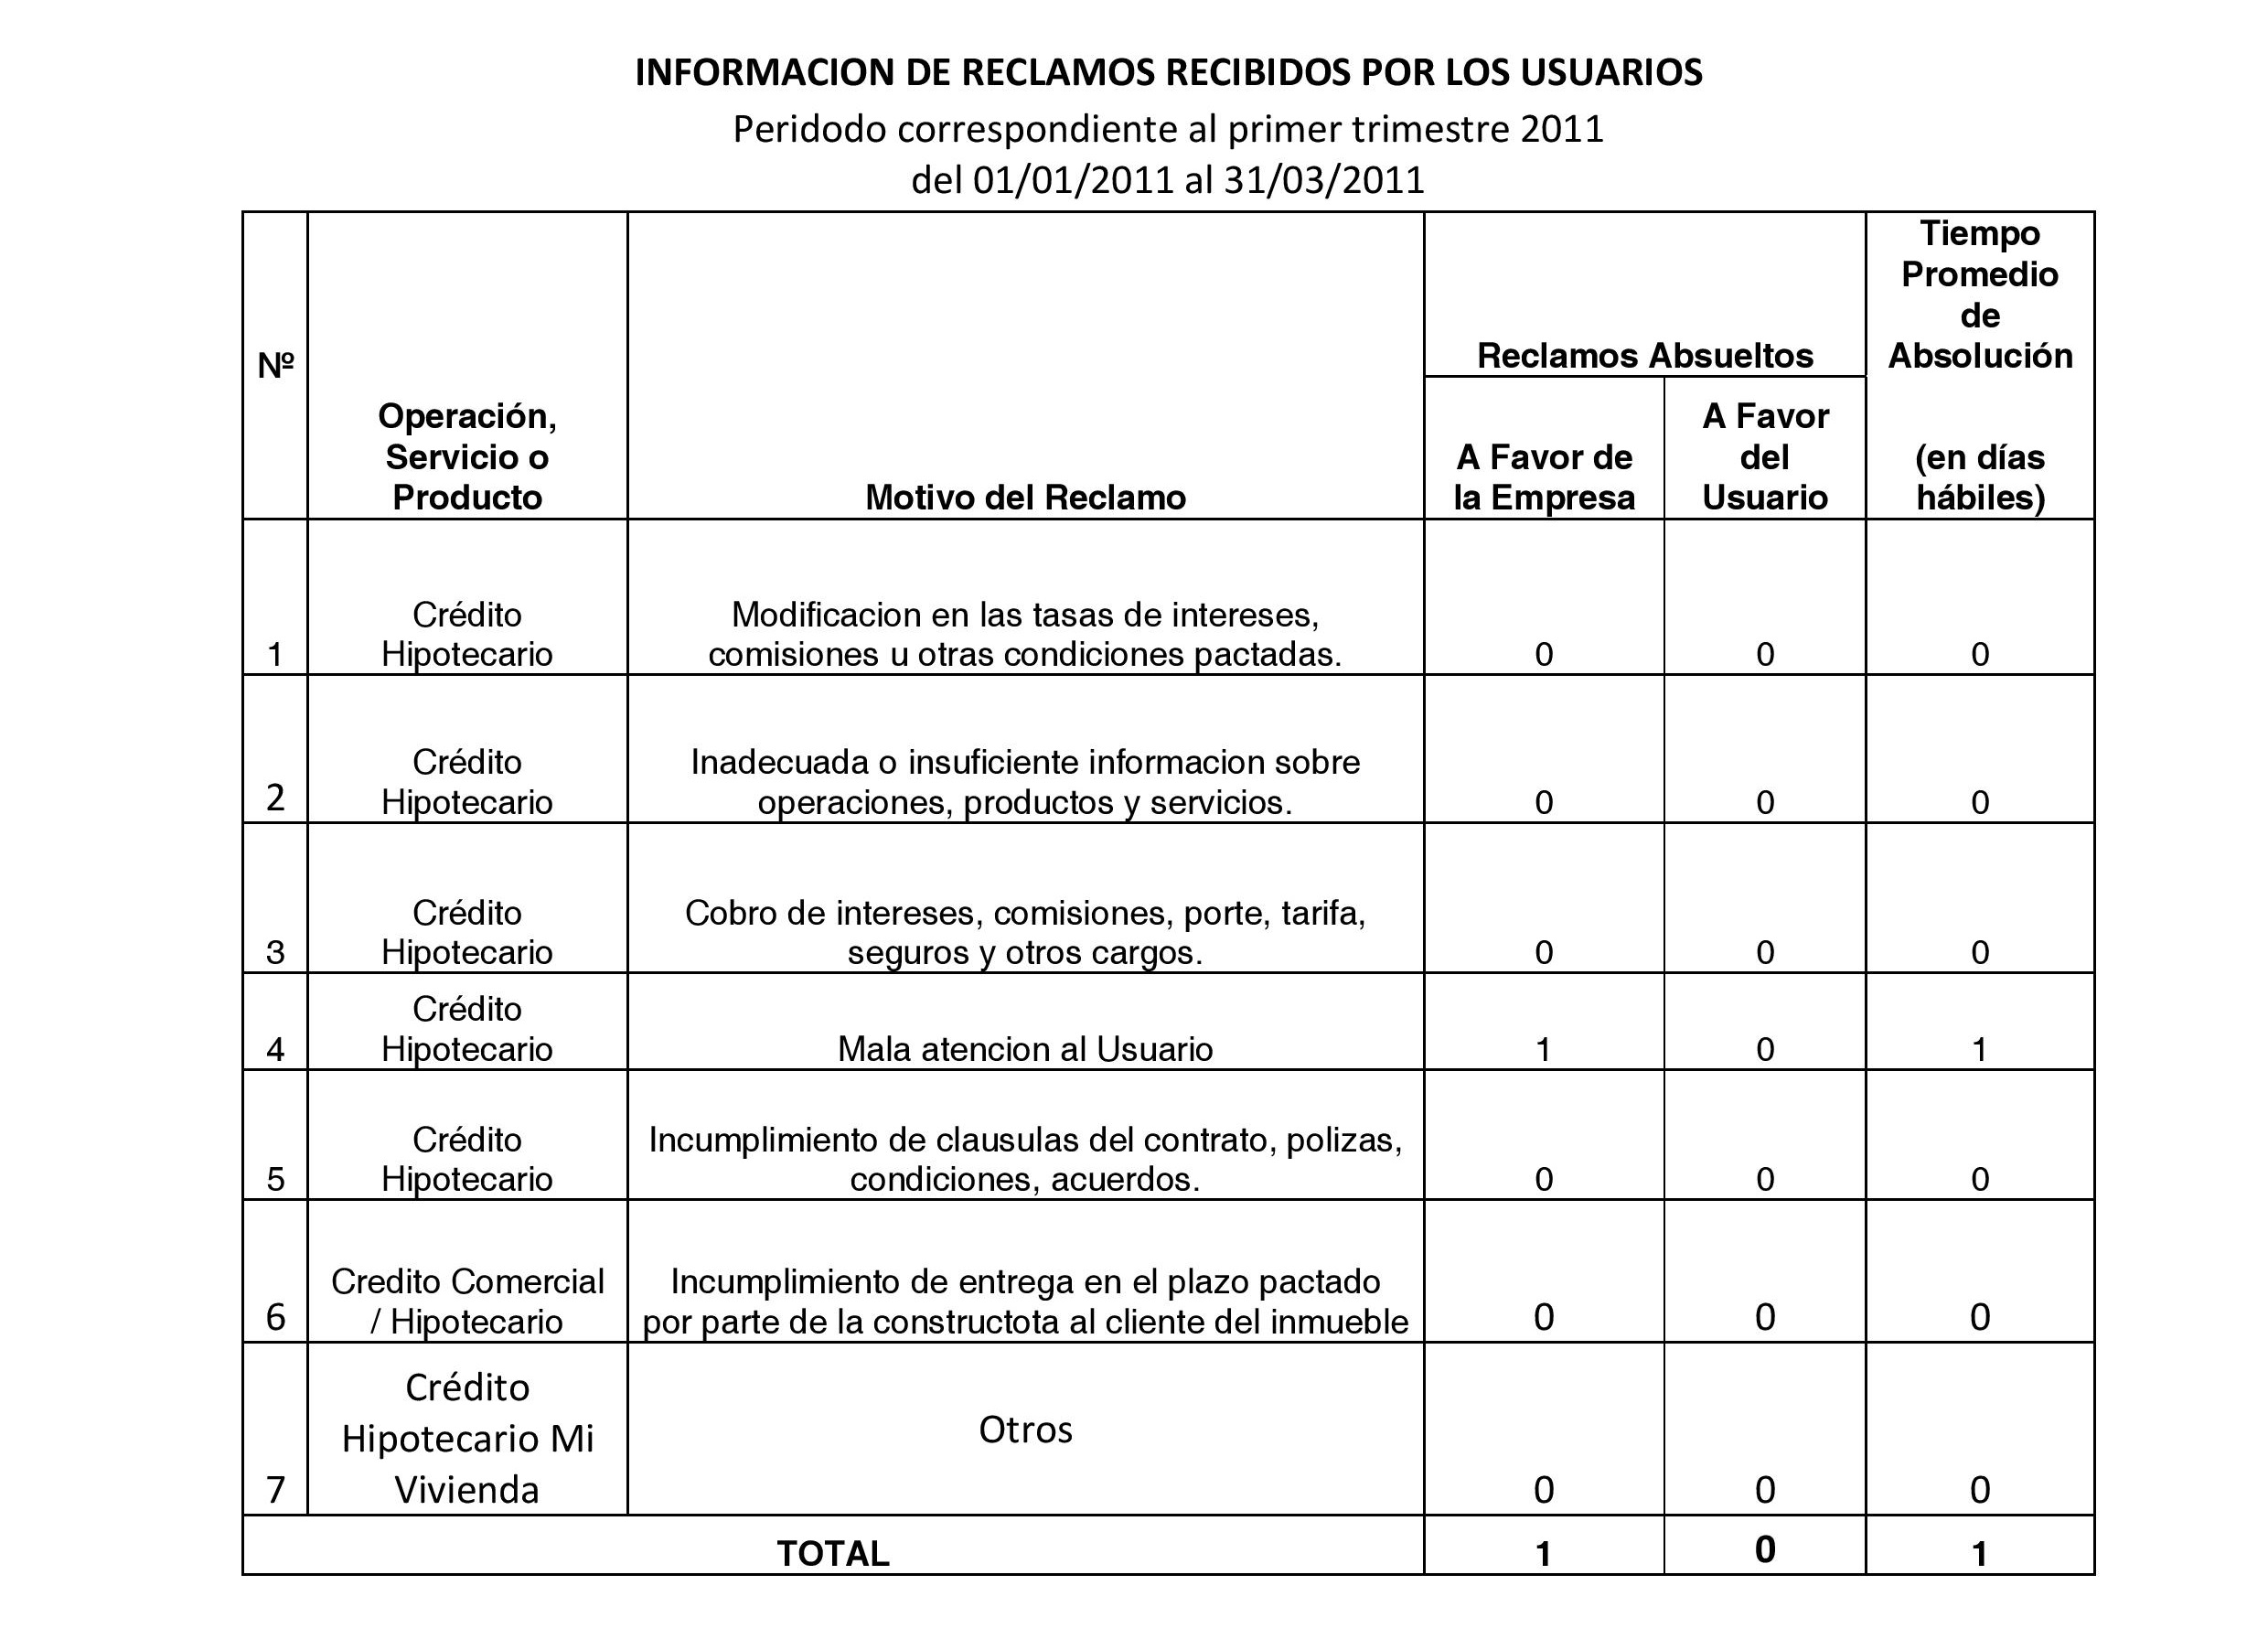 INFORMACION DE RECLAMOS RECIBIDOS POR LOS USUARIOS
Peridodo correspondiente al primer trimestre 2011
del 01/01/2011 al 31/03/2011
Nº
Operación,
Servicio o
Producto
Motivo del Reclamo
Reclamos Absueltos
A Favor de
la Empresa
A Favor
del
Usuario
Tiempo
Promedio
de
Absolución
(en días
hábiles)
1
Crédito
Hipotecario
Modificacion en las tasas de intereses,
comisiones u otras condiciones pactadas.
0
0
0
2
Crédito
Hipotecario
Inadecuada o insuficiente informacion sobre
operaciones, productos y servicios.
0
0
0
3
Crédito
Hipotecario
Cobro de intereses, comisiones, porte, tarifa,
seguros y otros cargos.
0
0
0
4
Crédito
Hipotecario
Mala atencion al Usuario
1
0
1
5
Crédito
Hipotecario
Incumplimiento de clausulas del contrato, polizas,
condiciones, acuerdos.
0
0
0
6
Credito Comercial
/ Hipotecario
Incumplimiento de entrega en el plazo pactado
por parte de la constructota al cliente del inmueble
0
0
0
7
Crédito
Hipotecario Mi
Vivienda
Otros
0
0
0
TOTAL
1
0
1